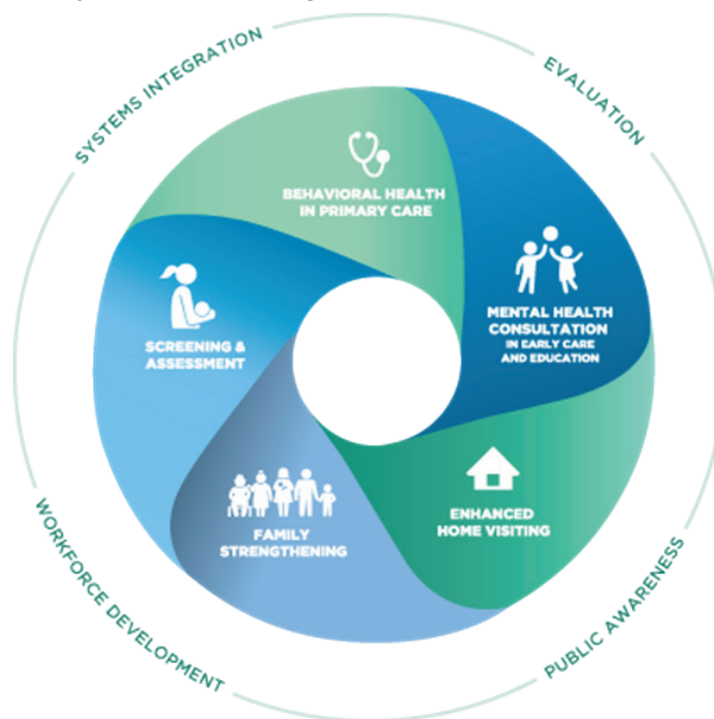 SYSTEMS INTEGRATION
EVALUATION
BEHAVIORAL HEALTH
IN PRIMARY CARE
MENTAL HEALTH
CONSULTATION
IN EARLY CARE
AND EDUCATION
SCREENING &
ASSESSMENT
ENHANCED
HOME VISITING
FAMILY
STRENGTHENING
WORKFORCE DEVELOPMENT
PUBLIC AWARENESS